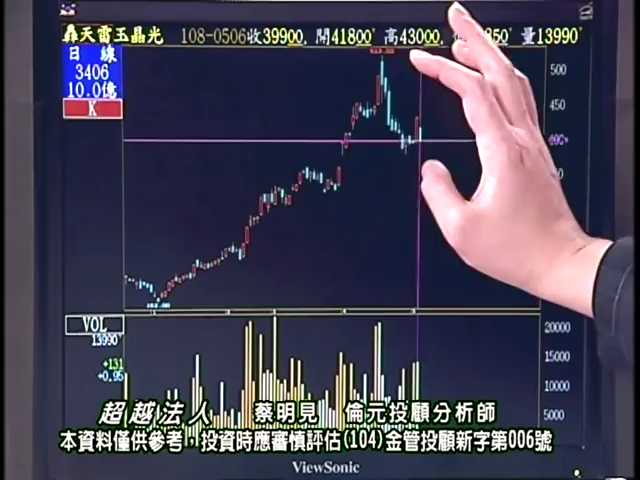 轟天雷玉晶光 108-0506收39900, 開41800 高43000, 850 量13990
日 線
3406
10.0億
K
500
450
VOL
13990
+131
+0.95
20000
15000
10000
5000
超越法人 蔡明見 倫元投顧分析師
本資料僅供參考,投資時應審慎評估(104)金管投顧新字第006號
ViewSonic